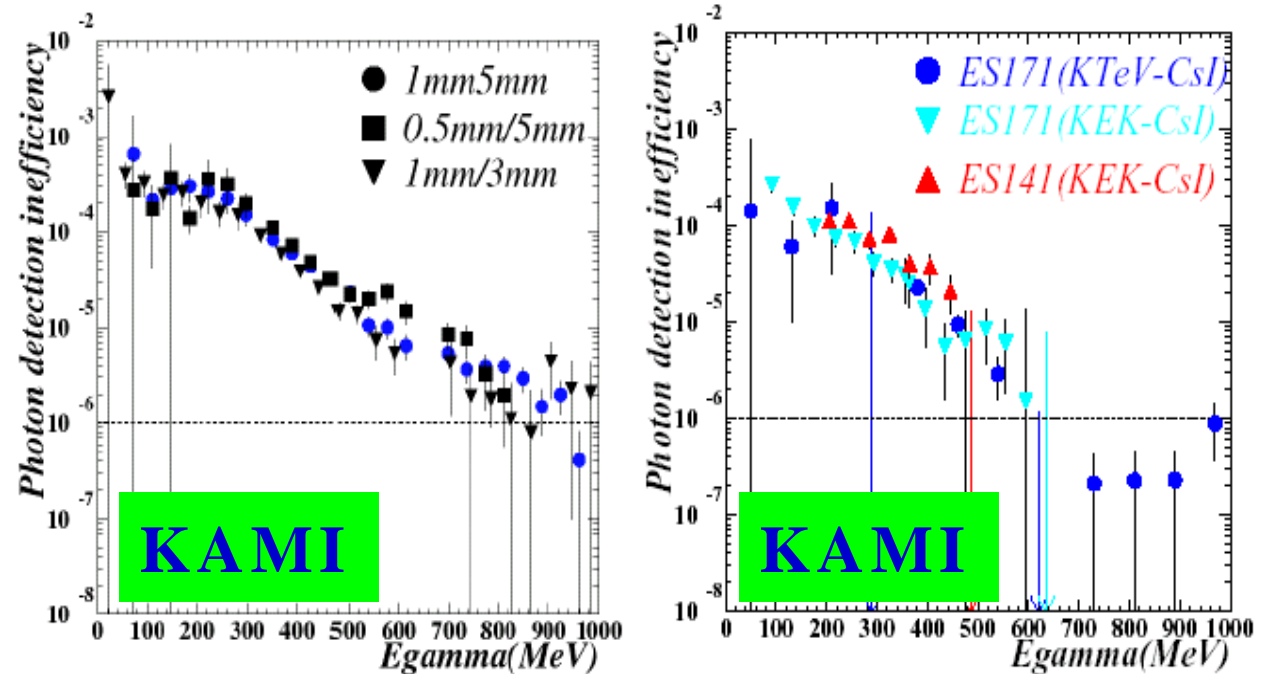 Photon detection inefficiency
10 -2
10 -3
10 -4
10 -5
10 -6
10 -7
10 -8
1mm5mm
0.5mm/5mm
1mm/3mm
KAMI
0 100 200 300 400 500 600 700 800 900 1000
Egamma(MeV)
Photon detection inefficiency
10 -2
10 -3
10 -4
10 -5
10 -6
10 -7
10 -8
ES171(KTeV-CsI)
ES171(KEK-CsI)
ES141(KEK-CsI)
KAMI
0 100 200 300 400 500 600 700 800 900 1000
Egamma(MeV)